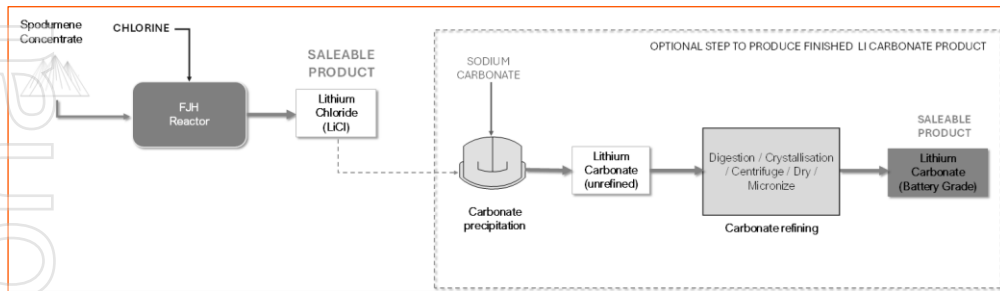 Spodumene
Concentrate
CHLORINE
FJH
Reactor
SALEABLE
PRODUCT
Lithium
Chloride
(LiCl)
OPTIONAL STEP TO PRODUCE FINISHED LI CARBONATE PRODUCT
SODIUM
CARBONATE
Carbonate
precipitation
Lithium
Carbonate
(unrefined)
Digestion / Crystallisation
/ Centrifuge / Dry /
Micronize
Carbonate refining
SALEABLE
PRODUCT
Lithium
Carbonate
(Battery Grade)